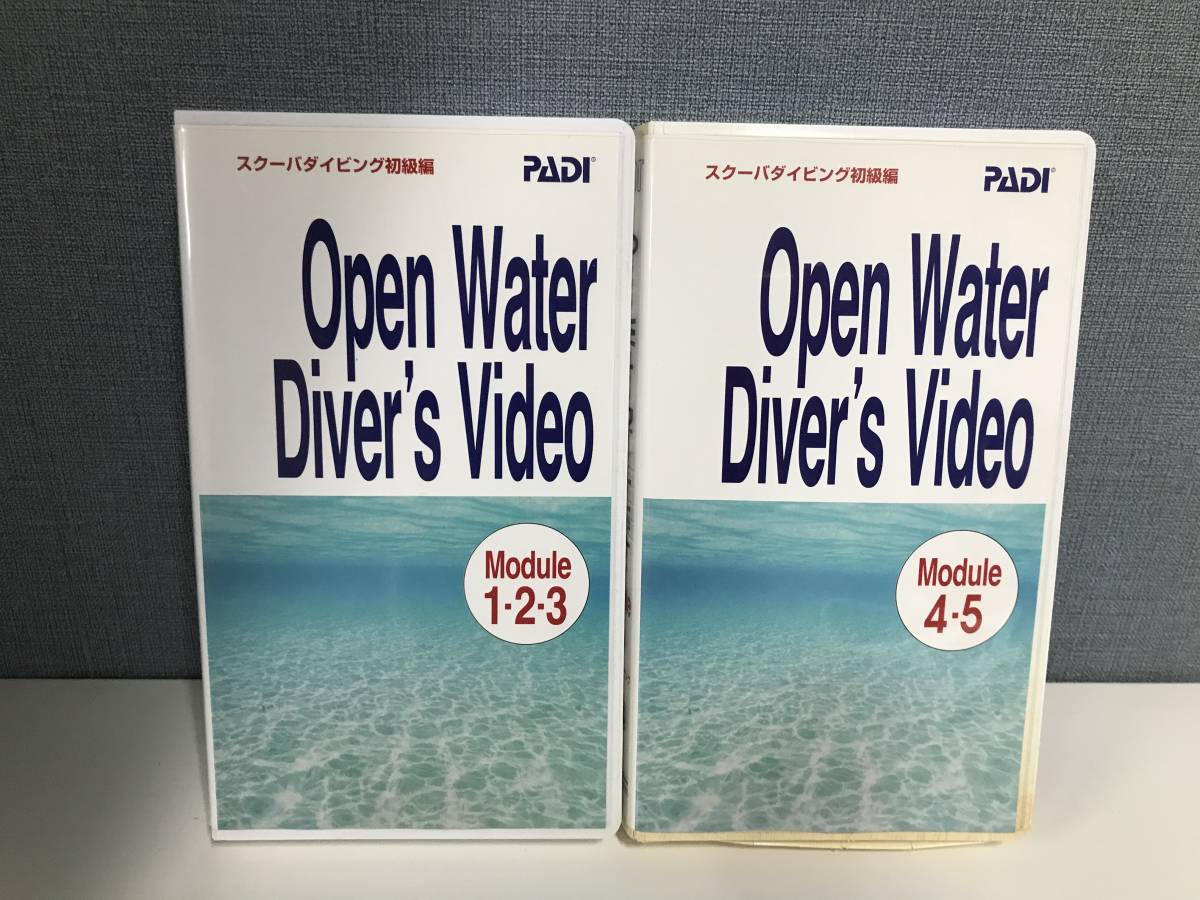 スクーバダイビング初級編
PADI®
Open Water
Diver's Video
Module
1-2-3
スクーバダイビング初級編
PADI®
Open Water
Diver's Video
Module
4-5